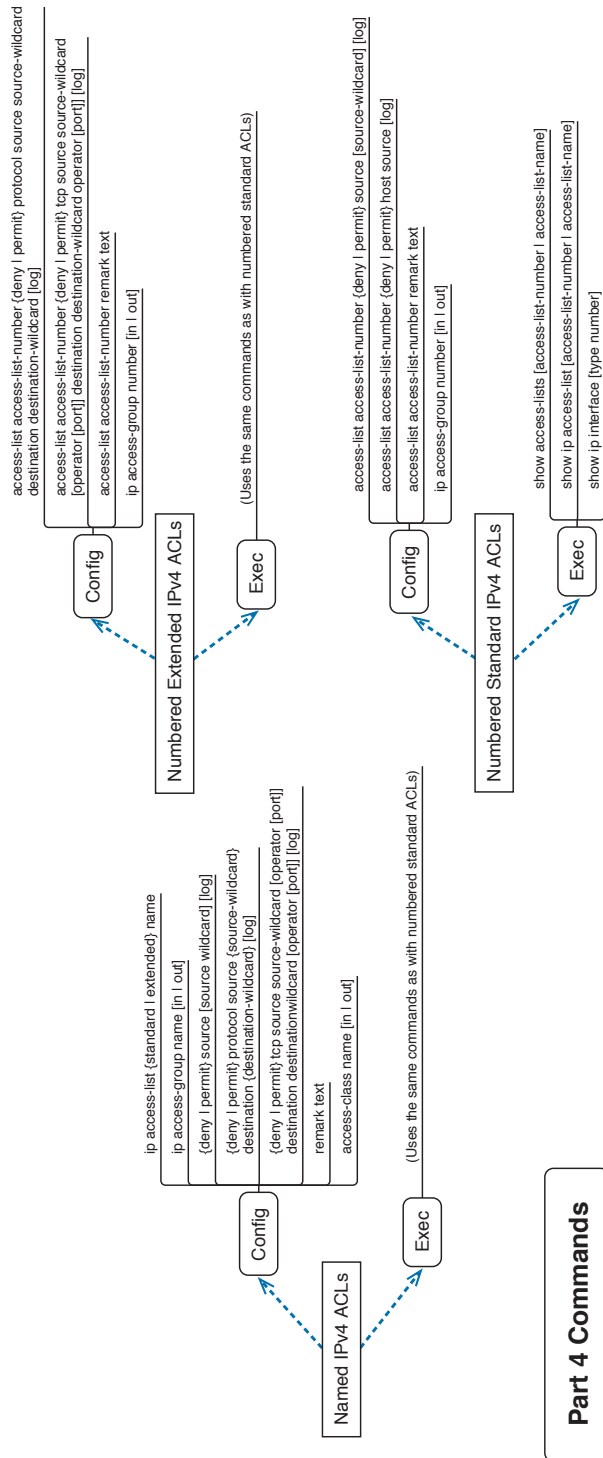 Numbered Extended IPv4 ACLs
Config
access-list access-list-number {deny | permit} protocol source source-wildcard
destination destination-wildcard [log]
access-list access-list-number {deny | permit} tcp source source-wildcard
[operator [port]] destination destination-wildcard operator [port]] [log]
access-list access-list-number remark text
ip access-group number [in | out]
Exec
(Uses the same commands as with numbered standard ACLs)
Named IPv4 ACLs
Config
ip access-list {standard | extended} name
ip access-group name [in | out]
{deny | permit} source [source wildcard] [log]
{deny | permit} protocol source {source-wildcard}
destination {destination-wildcard} [log]
{deny | permit} tcp source source-wildcard [operator [port]]
destination destinationwildcard [operator [port]] [log]
remark text
access-class name [in | out]
Exec
(Uses the same commands as with numbered standard ACLs)
Numbered Standard IPv4 ACLs
Config
access-list access-list-number {deny | permit} source [source-wildcard] [log]
access-list access-list-number {deny | permit} host source [log]
access-list access-list-number remark text
ip access-group number [in | out]
Exec
show access-lists [access-list-number | access-list-name]
show ip access-list [access-list-number | access-list-name]
show ip interface [type number]
Part 4 Commands